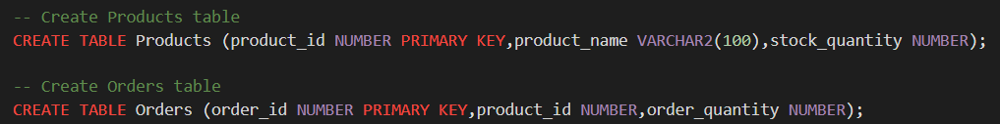 -- Create Products table
CREATE TABLE Products (product_id NUMBER PRIMARY KEY,product_name VARCHAR2(100),stock_quantity NUMBER);
-- Create Orders table
CREATE TABLE Orders (order_id NUMBER PRIMARY KEY,product_id NUMBER,order_quantity NUMBER);